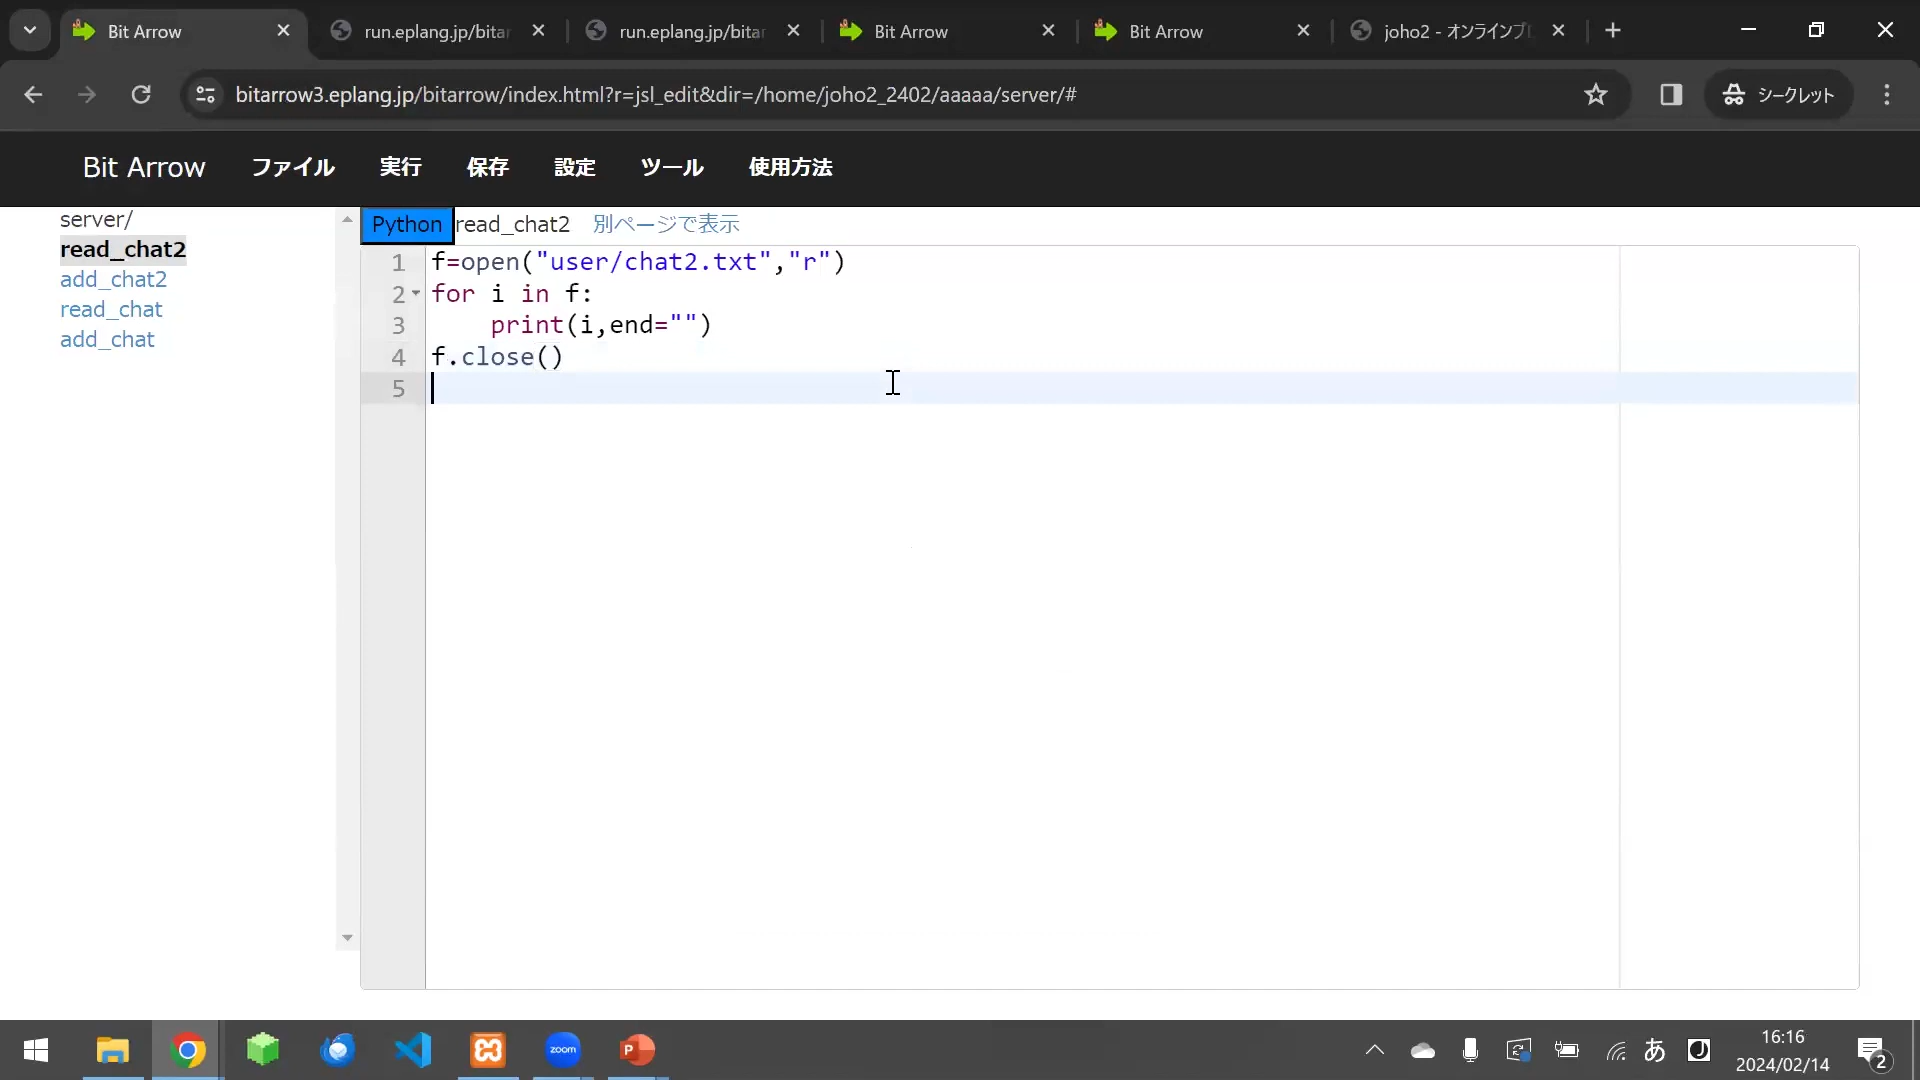 Bit Arrow
run.eplang.jp/bitar
run.eplang.jp/bitar
Bit Arrow
Bit Arrow
joho2 - オンラインプ
bitarrow3.eplang.jp/bitarrow/index.html?r=jsl_edit&dir=/home/joho2_2402/aaaaa/server/#
シークレット
Bit Arrow ファイル 実行 保存 設定 ツール 使用方法
server/
read_chat2
add_chat2
read_chat
add_chat
Python read_chat2 別ページで表示
1 f=open("user/chat2.txt","r")
2 for i in f:
3     print(i,end="")
4 f.close()
5
zoom
P
あ
J
16:16
2024/02/14
2